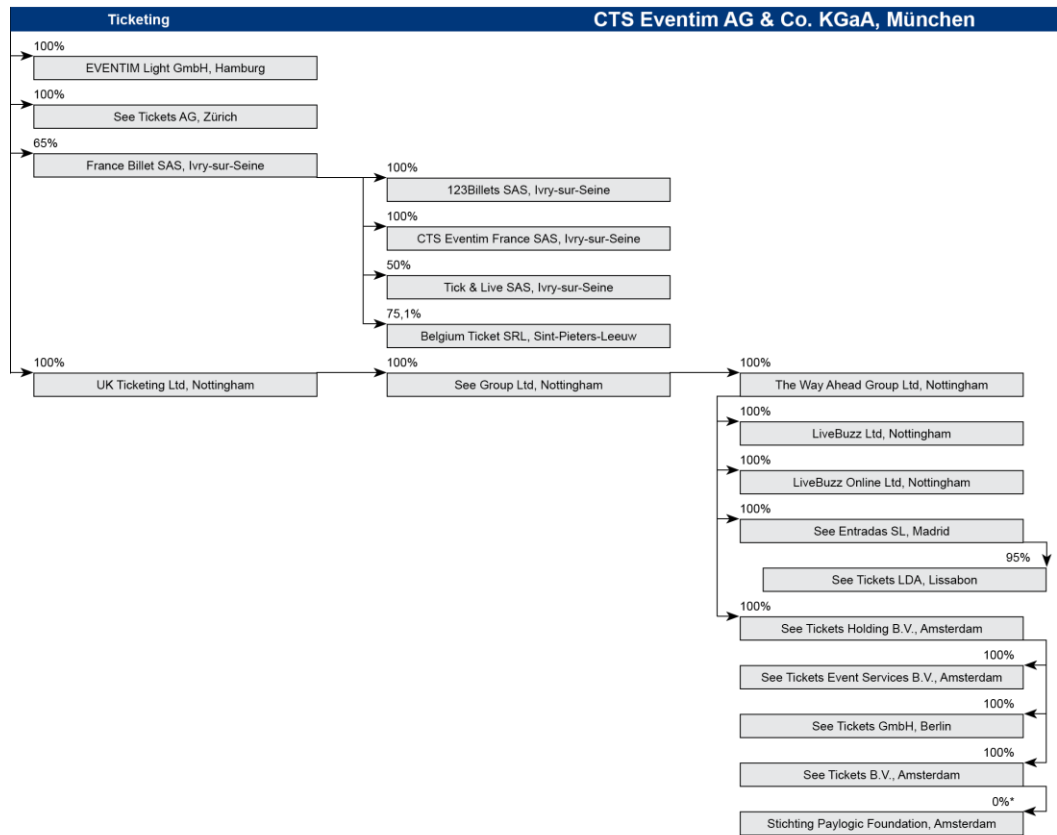 Ticketing
CTS Eventim AG & Co. KGaA, München
100%
EVENTIM Light GmbH, Hamburg
100%
See Tickets AG, Zürich
65%
France Billet SAS, Ivry-sur-Seine
100%
123Billets SAS, Ivry-sur-Seine
100%
CTS Eventim France SAS, Ivry-sur-Seine
50%
Tick & Live SAS, Ivry-sur-Seine
75,1%
Belgium Ticket SRL, Sint-Pieters-Leeuw
100%
UK Ticketing Ltd, Nottingham
100%
See Group Ltd, Nottingham
100%
The Way Ahead Group Ltd, Nottingham
100%
LiveBuzz Ltd, Nottingham
100%
LiveBuzz Online Ltd, Nottingham
100%
See Entradas SL, Madrid
95%
See Tickets LDA, Lissabon
100%
See Tickets Holding B.V., Amsterdam
100%
See Tickets Event Services B.V., Amsterdam
100%
See Tickets GmbH, Berlin
100%
See Tickets B.V., Amsterdam
0%*
Stichting Paylogic Foundation, Amsterdam